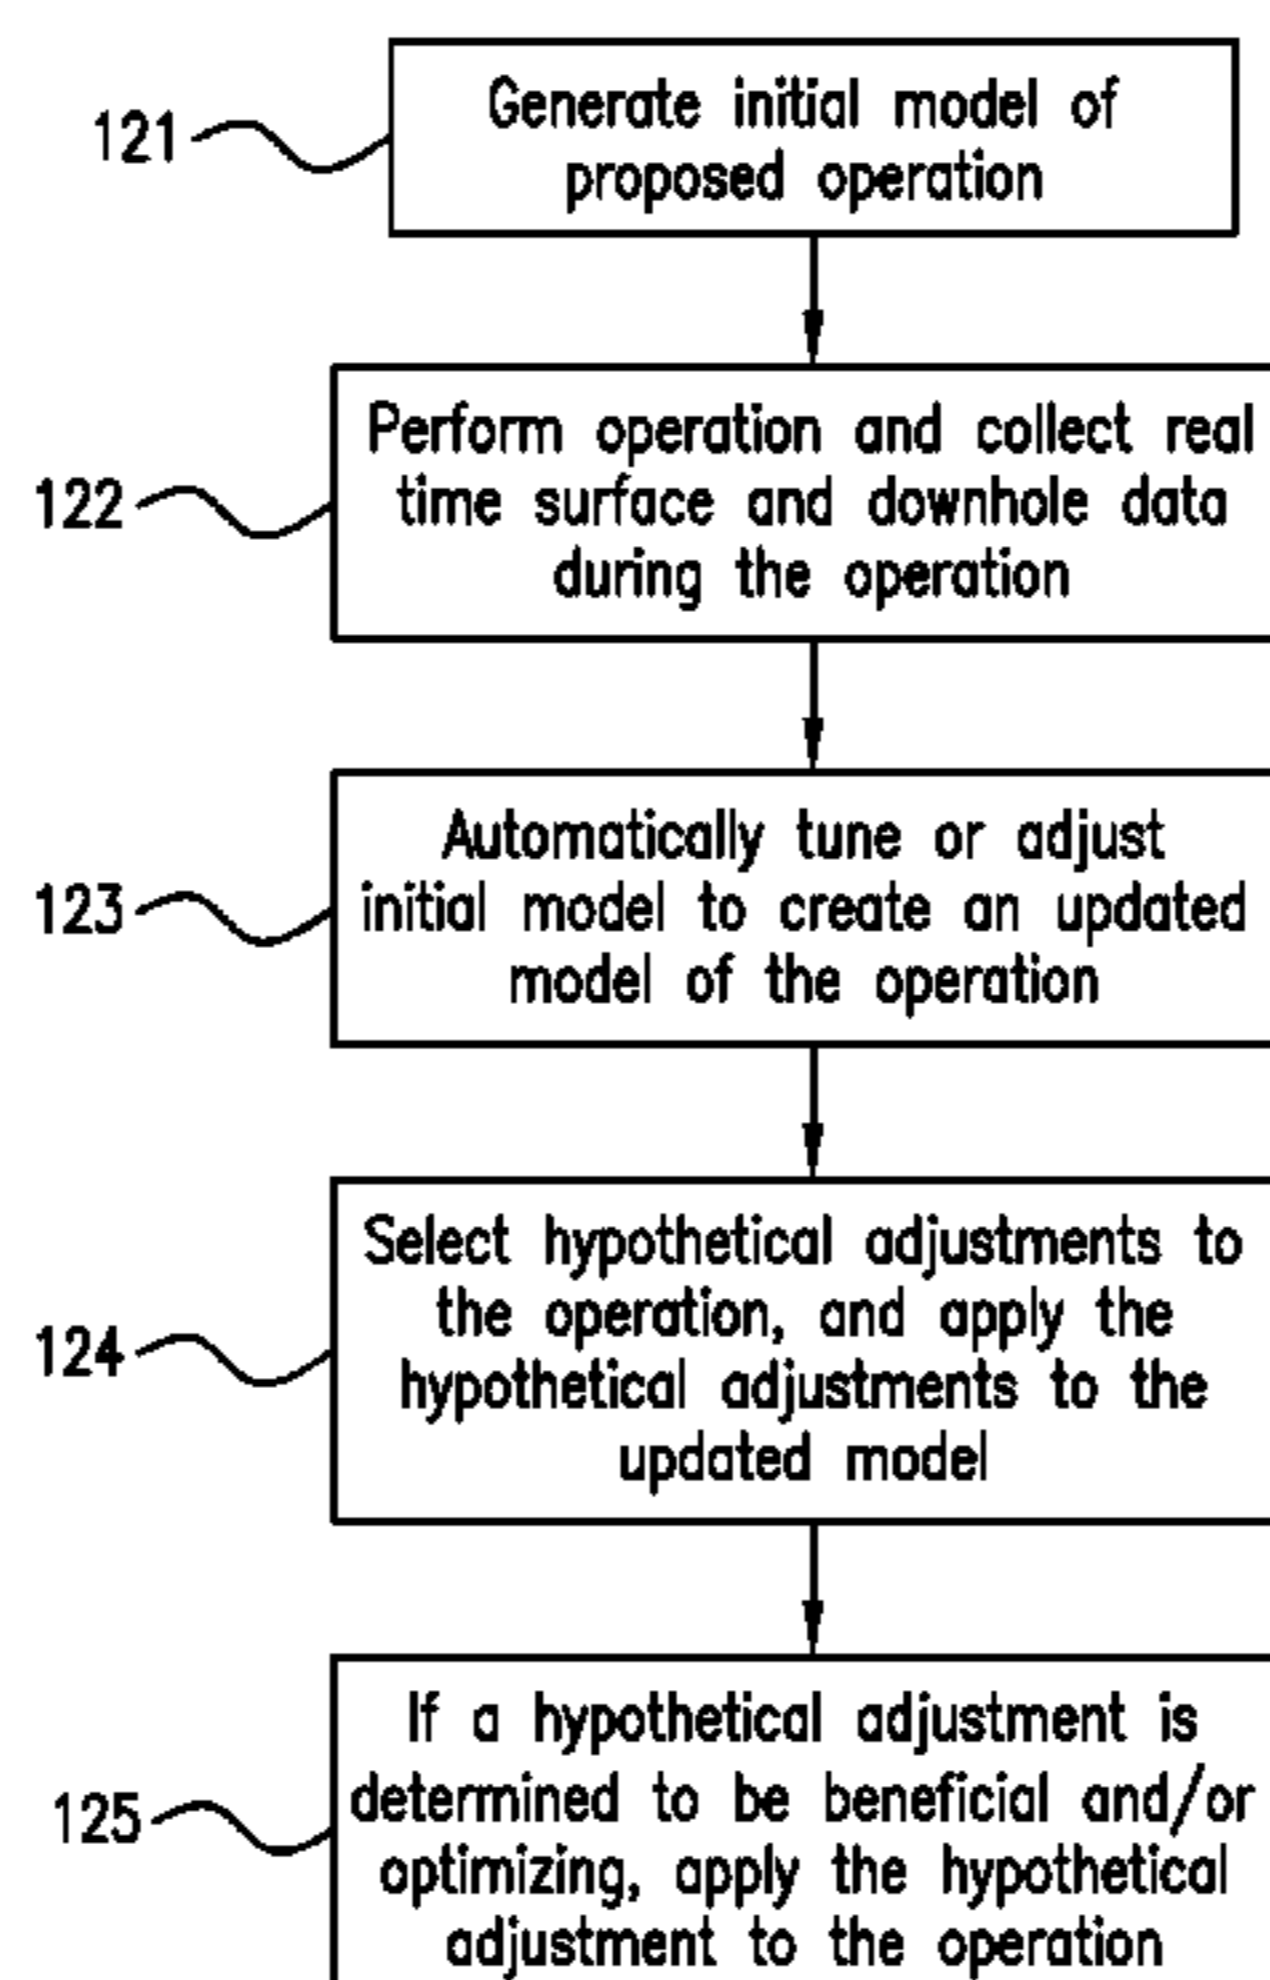 121
Generate initial model of
proposed operation
122
Perform operation and collect real
time surface and downhole data
during the operation
123
Automatically tune or adjust
initial model to create an updated
model of the operation
124
Select hypothetical adjustments to
the operation, and apply the
hypothetical adjustments to the
updated model
125
If a hypothetical adjustment is
determined to be beneficial and/or
optimizing, apply the hypothetical
adjustment to the operation